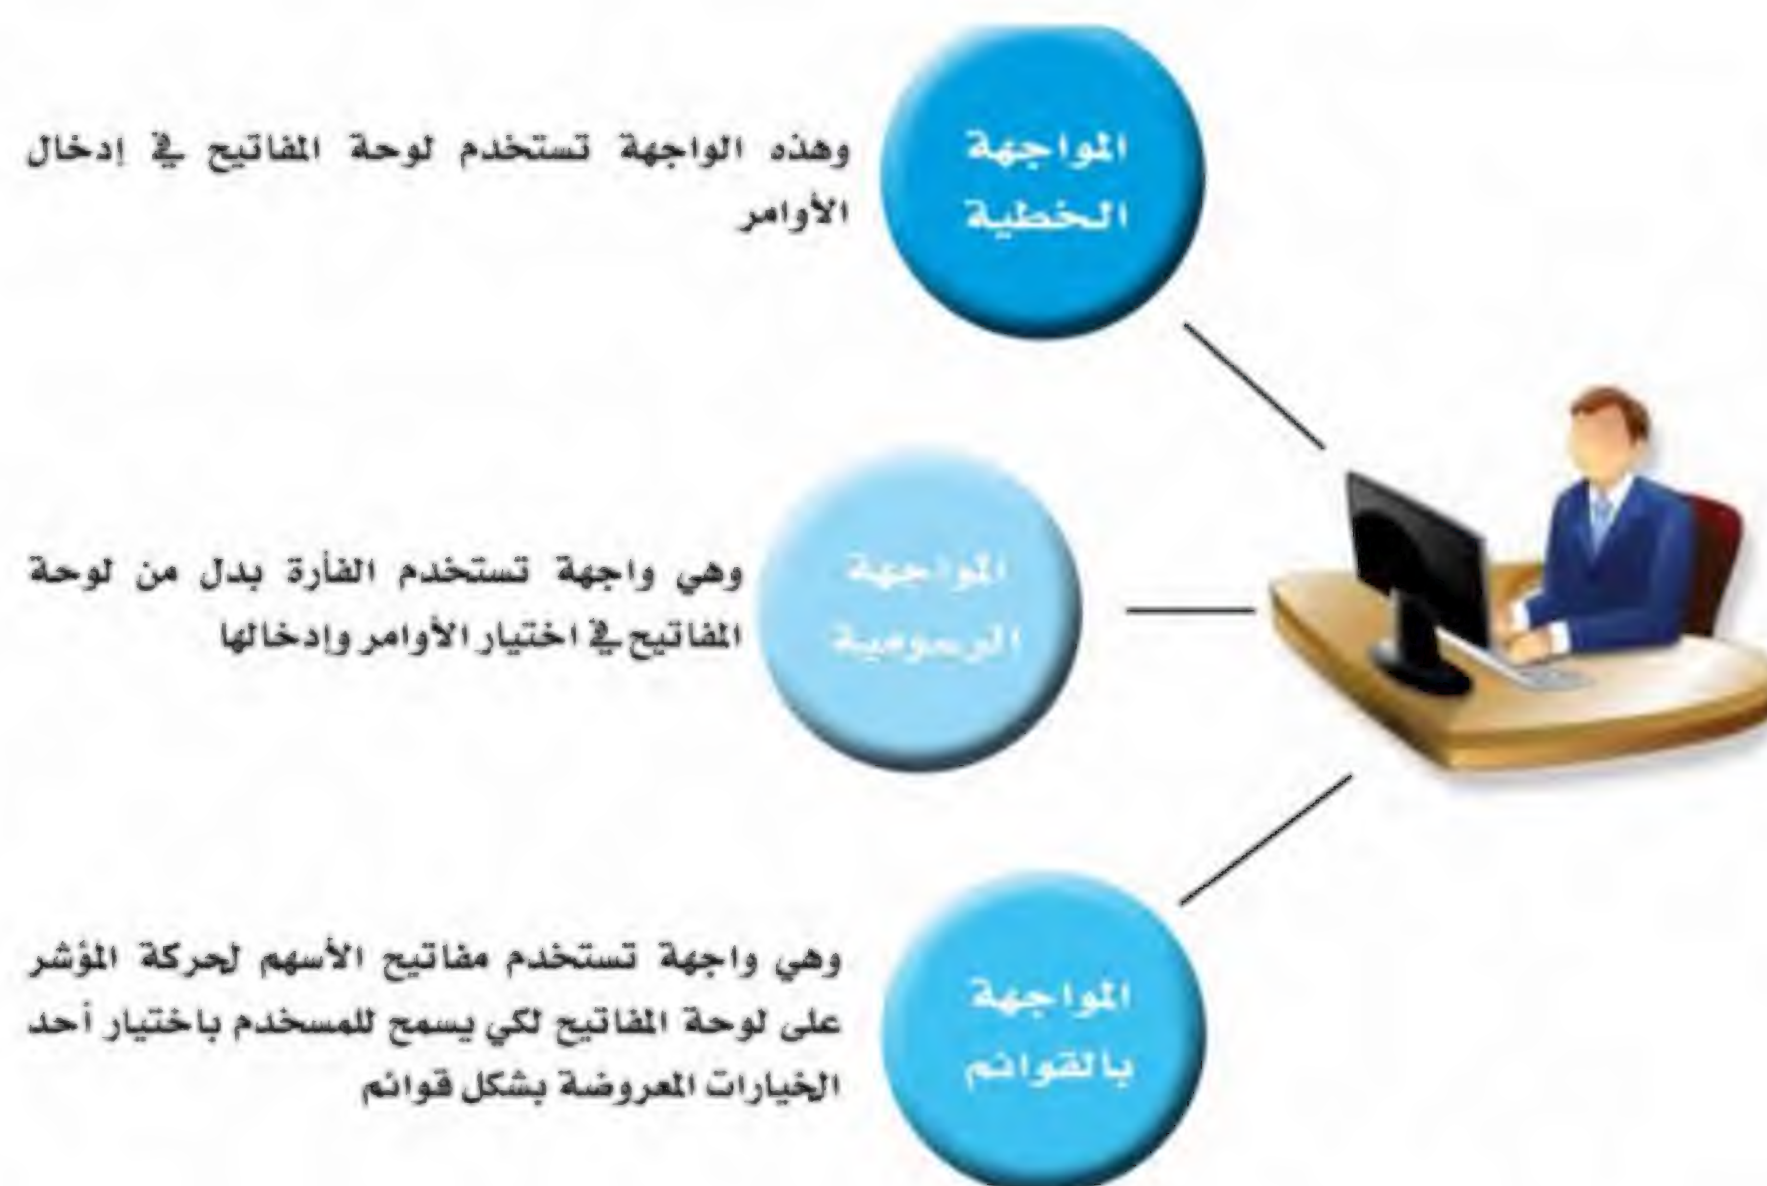 المواجهة
الخطية
وهذه الواجهة تستخدم لوحة المفاتيح في إدخال
الأوامر
المواجهة
الرسومية
وهي واجهة تستخدم الفأرة بدل من لوحة
المفاتيح في اختيار الأوامر وإدخالها
المواجهة
بالقوائم
وهي واجهة تستخدم مفاتيح الأسهم لحركة المؤشر
على لوحة المفاتيح لكي يسمح للمسخدم باختيار أحد
الخيارات المعروضة بشكل قوائم